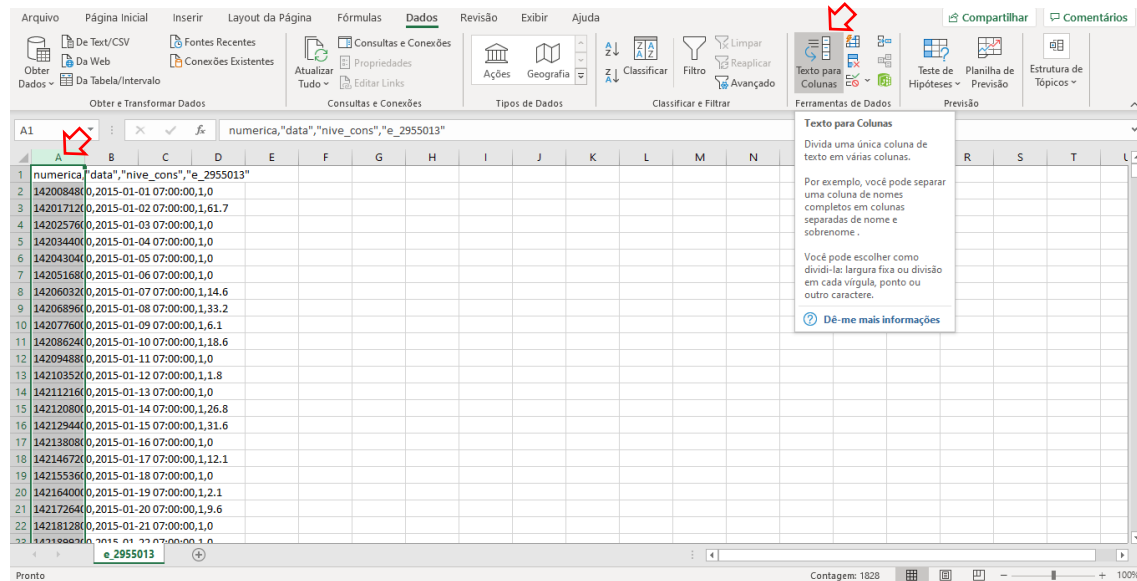 Arquivo Página Inicial Inserir Layout da Página Fórmulas Dados Revisão Exibir Ajuda Compartilhar Comentários
Obter Dados
De Text/CSV
Da Web
Da Tabela/Intervalo
Fontes Recentes
Conexões Existentes
Obter e Transformar Dados
Atualizar Tudo
Consultas e Conexões
Propriedades
Editar Links
Consultas e Conexões
Ações
Geografia
Tipos de Dados
Classificar
Filtro
Limpar
Reaplicar
Avançado
Classificar e Filtrar
Texto para Colunas
Ferramentas de Dados
Teste de Hipóteses
Planilha de Previsão
Previsão
Estrutura de Tópicos
A1 fx numerica,"data","nive_cons","e_2955013"
Texto para Colunas
Divida uma única coluna de
texto em várias colunas.
Por exemplo, você pode separar
uma coluna de nomes
completos em colunas
separadas de nome e
sobrenome .
Você pode escolher como
dividi-la: largura fixa ou divisão
em cada vírgula, ponto ou
outro caractere.
Dê-me mais informações
A B C D E F G H I J K L M N R S T U
1 numerica,"data","nive_cons","e_2955013"
2 1420084800,2015-01-01 07:00:00,1,0
3 1420171200,2015-01-02 07:00:00,1,61.7
4 1420257600,2015-01-03 07:00:00,1,0
5 1420344000,2015-01-04 07:00:00,1,0
6 1420430400,2015-01-05 07:00:00,1,0
7 1420516800,2015-01-06 07:00:00,1,0
8 1420603200,2015-01-07 07:00:00,1,14.6
9 1420689600,2015-01-08 07:00:00,1,33.2
10 1420776000,2015-01-09 07:00:00,1,6.1
11 1420862400,2015-01-10 07:00:00,1,18.6
12 1420948800,2015-01-11 07:00:00,1,0
13 1421035200,2015-01-12 07:00:00,1,1.8
14 1421121600,2015-01-13 07:00:00,1,0
15 1421208000,2015-01-14 07:00:00,1,26.8
16 1421294400,2015-01-15 07:00:00,1,31.6
17 1421380800,2015-01-16 07:00:00,1,0
18 1421467200,2015-01-17 07:00:00,1,12.1
19 1421553600,2015-01-18 07:00:00,1,0
20 1421640000,2015-01-19 07:00:00,1,2.1
21 1421726400,2015-01-20 07:00:00,1,9.6
22 1421812800,2015-01-21 07:00:00,1,0
23 1421899200,2015-01-22 07:00:00,1,0
e_2955013
Pronto Contagem: 1828 100%